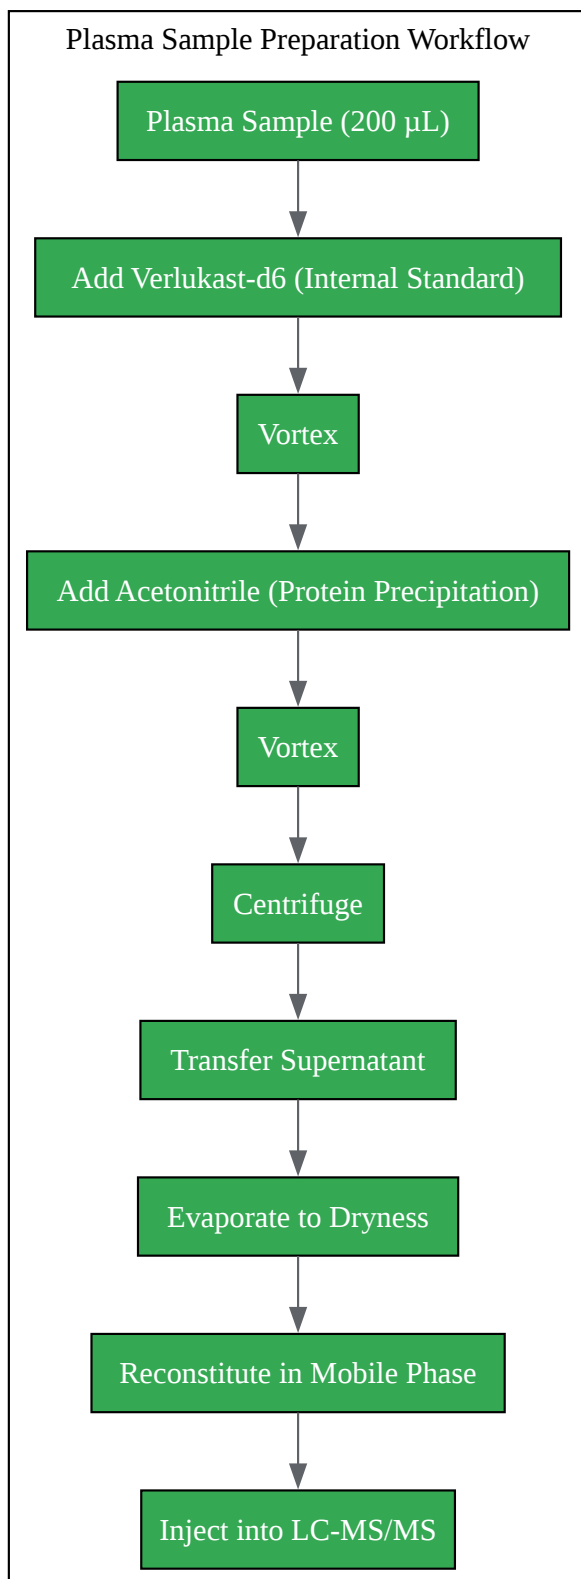 Plasma Sample Preparation Workflow
Plasma Sample (200 µL)
Add Verlukast-d6 (Internal Standard)
Vortex
Add Acetonitrile (Protein Precipitation)
Vortex
Centrifuge
Transfer Supernatant
Evaporate to Dryness
Reconstitute in Mobile Phase
Inject into LC-MS/MS